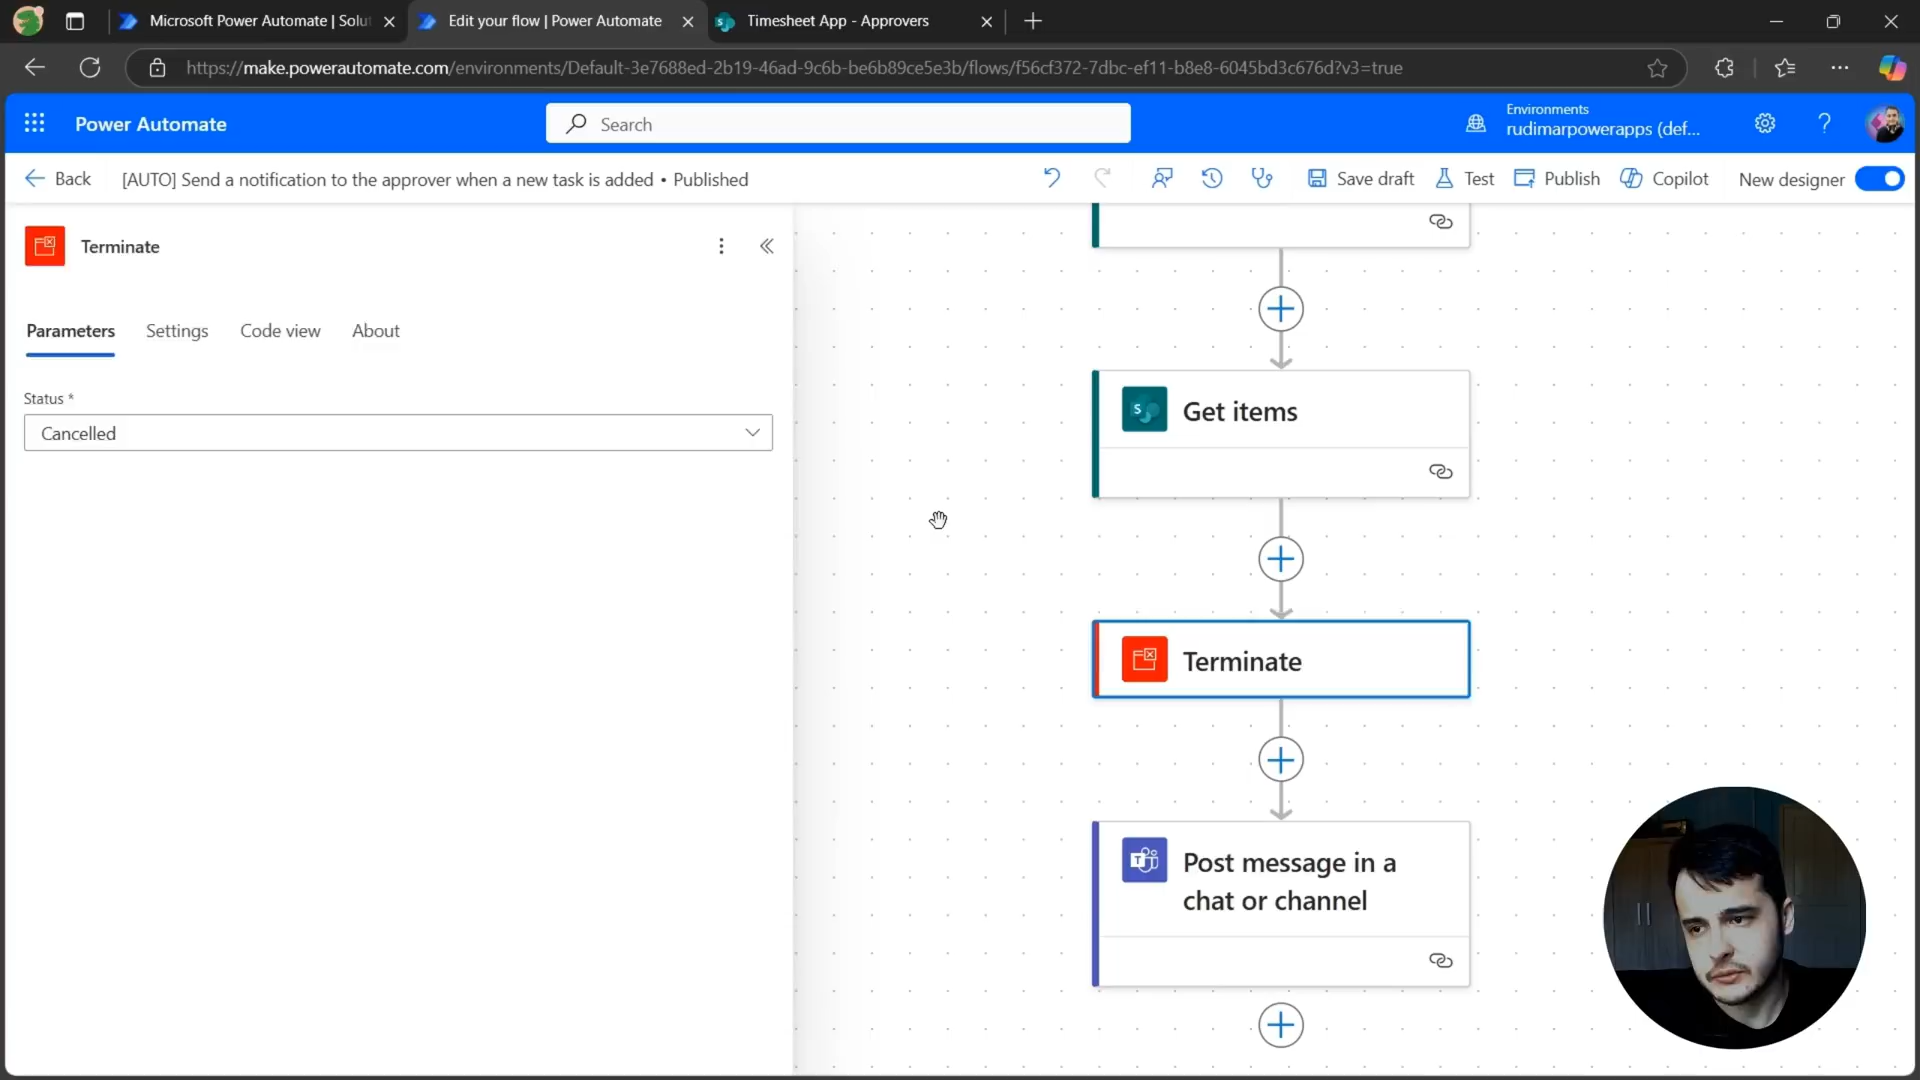 Microsoft Power Automate | Solut
Edit your flow | Power Automate
Timesheet App - Approvers
https://make.powerautomate.com/environments/Default-3e7688ed-2b19-46ad-9c6b-be6b89ce5e3b/flows/f56cf372-7dbc-ef11-b8e8-6045bd3c676d?v3=true
Power Automate
Search
Environments
rudimarpowerapps (def...
Back
[AUTO] Send a notification to the approver when a new task is added • Published
Save draft
Test
Publish
Copilot
New designer
Terminate
Parameters
Settings
Code view
About
Status *
Cancelled
Get items
Terminate
Post message in a
chat or channel